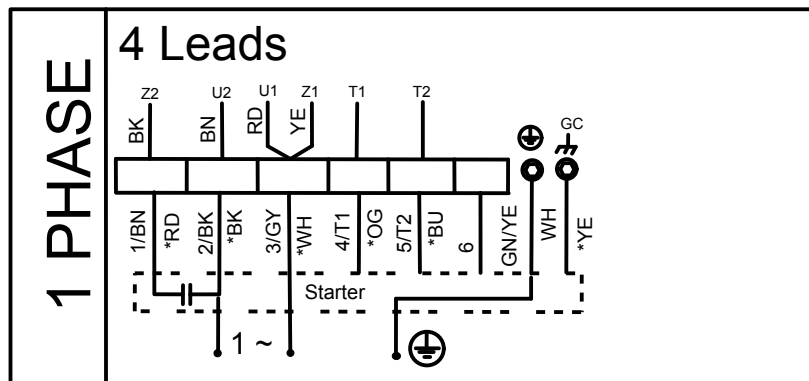 1 PHASE
4 Leads
Z2 U2 U1 Z1 T1 T2
GC
BK BN RD YE
1/BN *RD 2/BK *BK 3/GY *WH 4/T1 *OG 5/T2 *BU 6 GN/YE WH *YE
Starter
1 ~